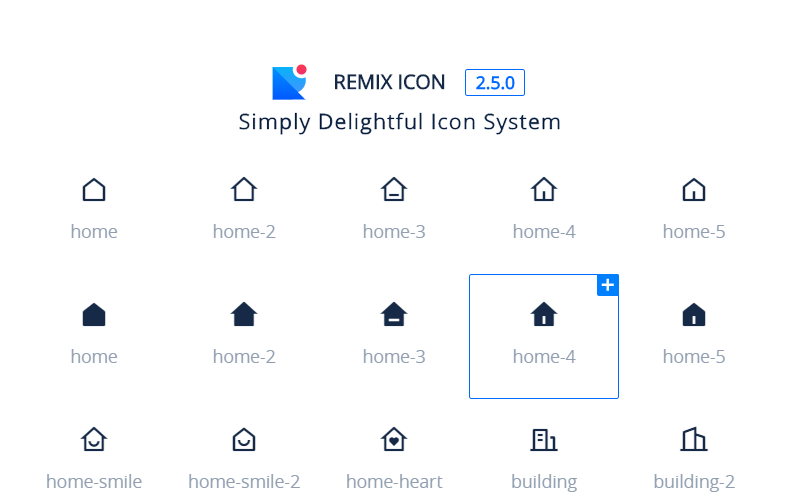 REMIX ICON 2.5.0
Simply Delightful Icon System
home home-2 home-3 home-4 home-5
home home-2 home-3 home-4 home-5
home-smile home-smile-2 home-heart building building-2